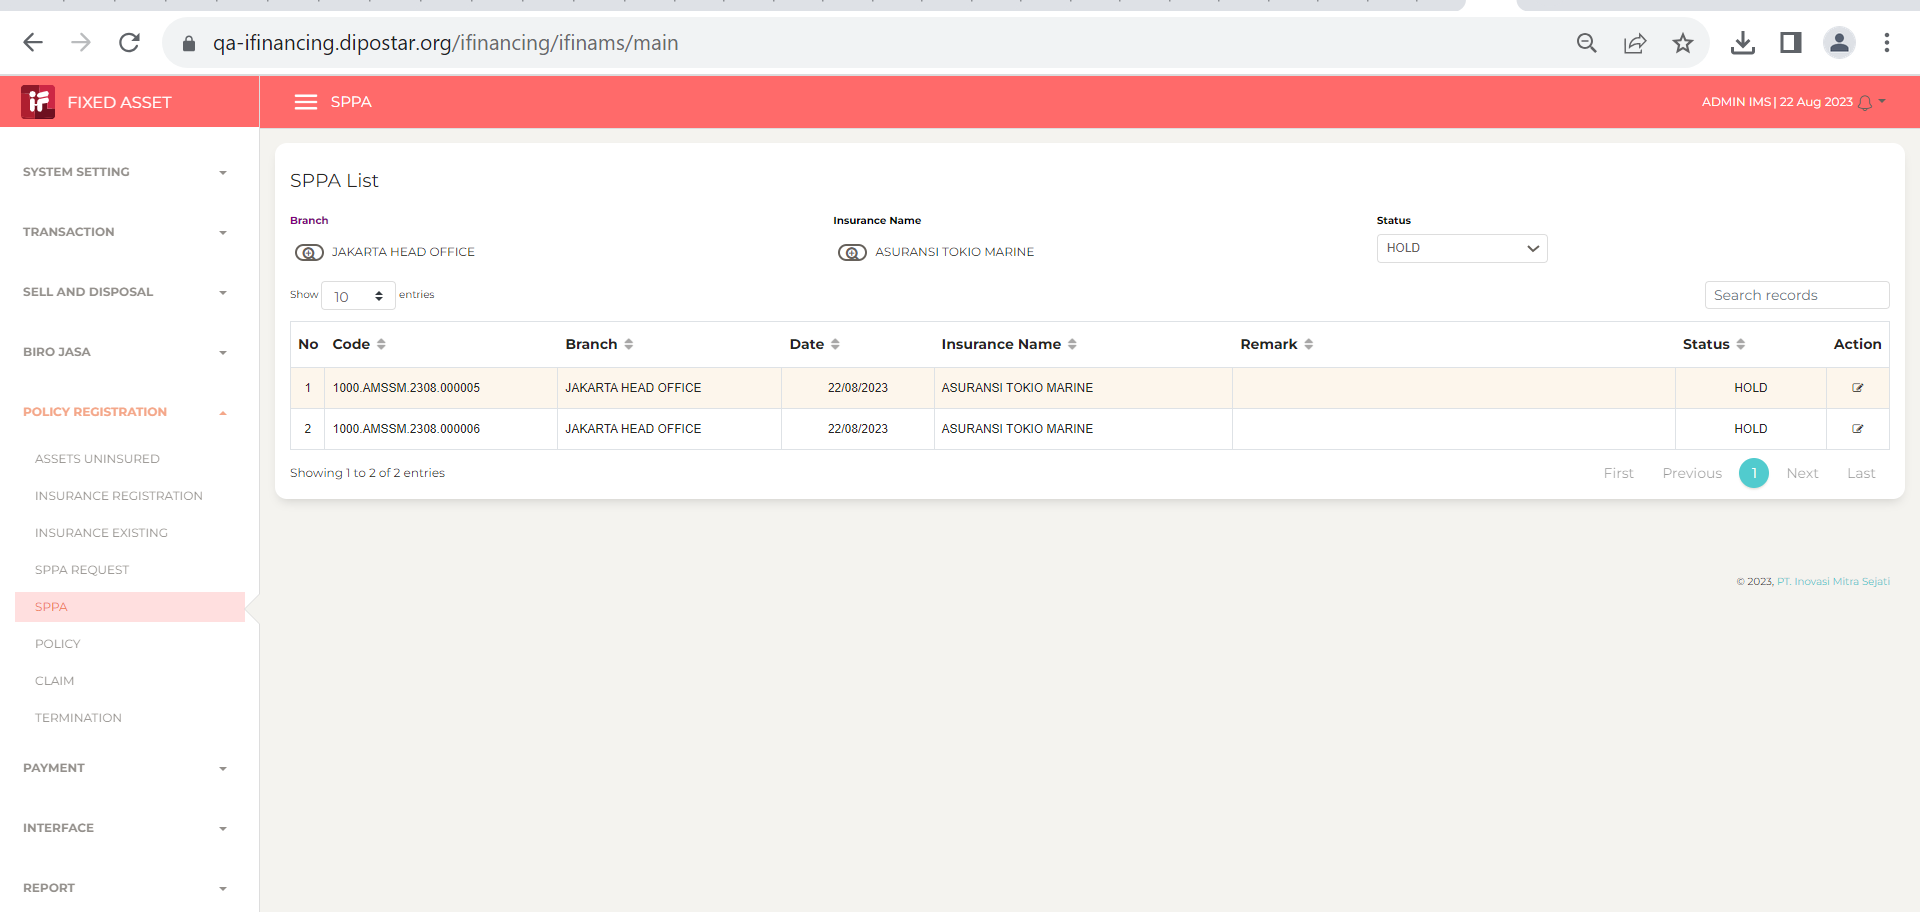 qa-ifinancing.dipostar.org/ifinancing/ifinams/main
iF FIXED ASSET
SPPA
ADMIN IMS | 22 Aug 2023
SYSTEM SETTING
TRANSACTION
SELL AND DISPOSAL
BIRO JASA
POLICY REGISTRATION
ASSETS UNINSURED
INSURANCE REGISTRATION
INSURANCE EXISTING
SPPA REQUEST
SPPA
POLICY
CLAIM
TERMINATION
PAYMENT
INTERFACE
REPORT
SPPA List
Branch Insurance Name Status
JAKARTA HEAD OFFICE ASURANSI TOKIO MARINE HOLD
Show 10 entries Search records
No Code Branch Date Insurance Name Remark Status Action
1 1000.AMSSM.2308.000005 JAKARTA HEAD OFFICE 22/08/2023 ASURANSI TOKIO MARINE HOLD
2 1000.AMSSM.2308.000006 JAKARTA HEAD OFFICE 22/08/2023 ASURANSI TOKIO MARINE HOLD
Showing 1 to 2 of 2 entries First Previous 1 Next Last
© 2023, PT. Inovasi Mitra Sejati